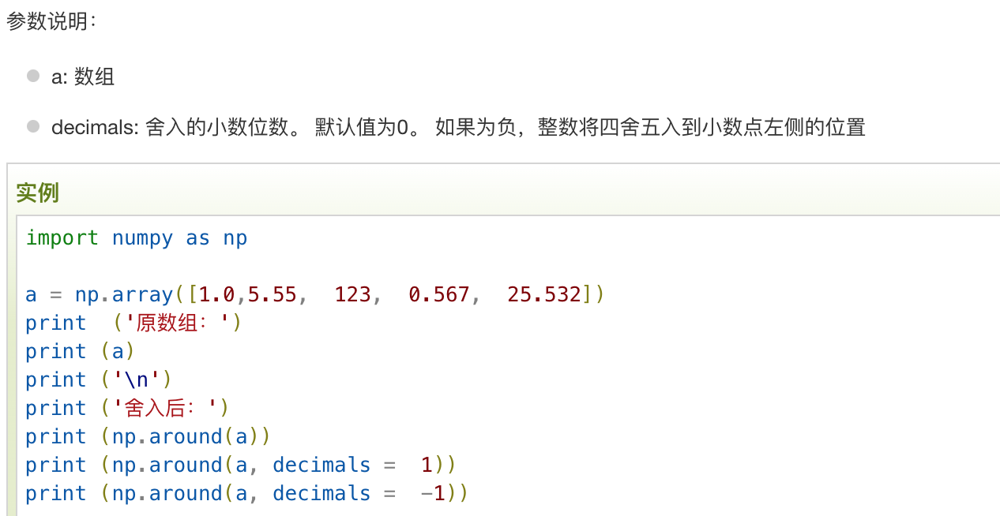 参数说明：
a: 数组
decimals: 舍入的小数位数。 默认值为0。 如果为负，整数将四舍五入到小数点左侧的位置
实例
import numpy as np
a = np.array([1.0,5.55,  123,  0.567,  25.532])
print  ('原数组：')
print (a)
print ('\n')
print ('舍入后：')
print (np.around(a))
print (np.around(a, decimals =  1))
print (np.around(a, decimals =  -1))